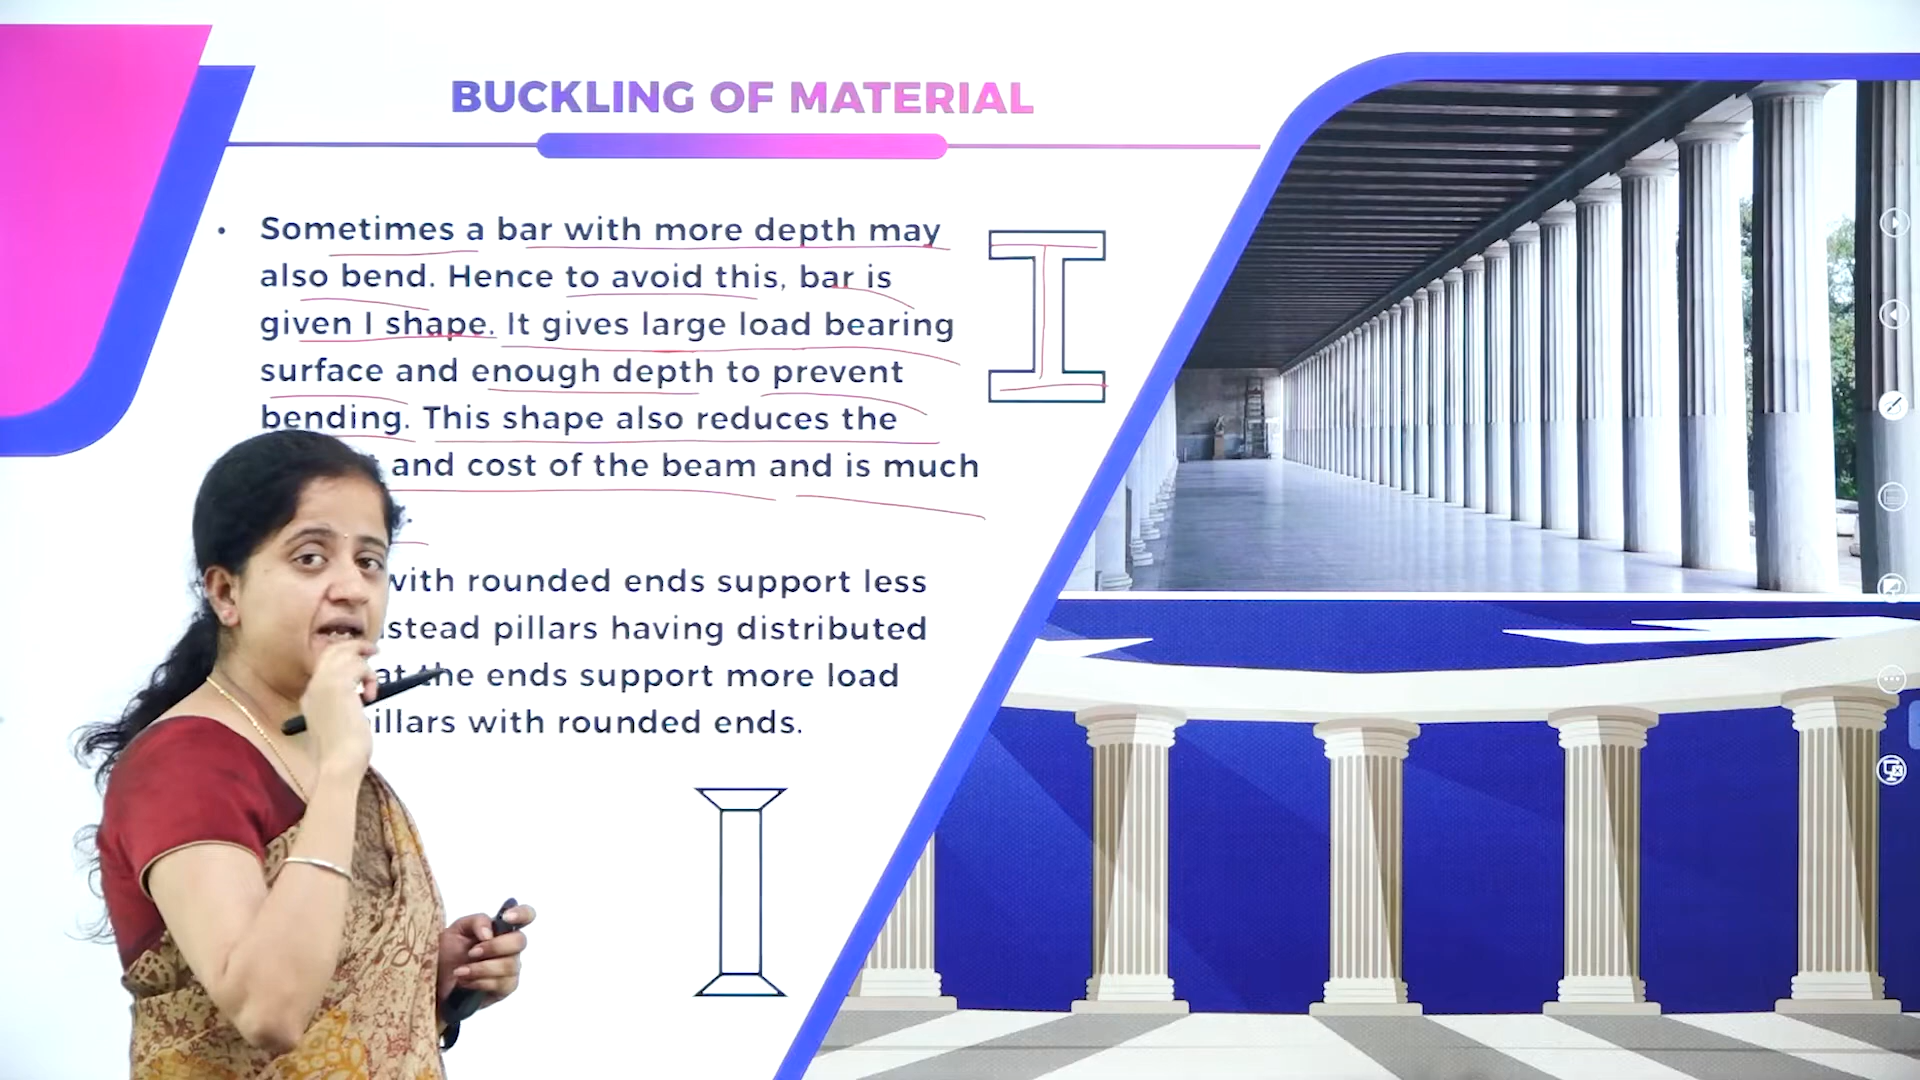 BUCKLING OF MATERIAL
• Sometimes a bar with more depth may
also bend. Hence to avoid this, bar is
given I shape. It gives large load bearing
surface and enough depth to prevent
bending. This shape also reduces the
and cost of the beam and is much
with rounded ends support less
pillars having distributed
at the ends support more load
with rounded ends.